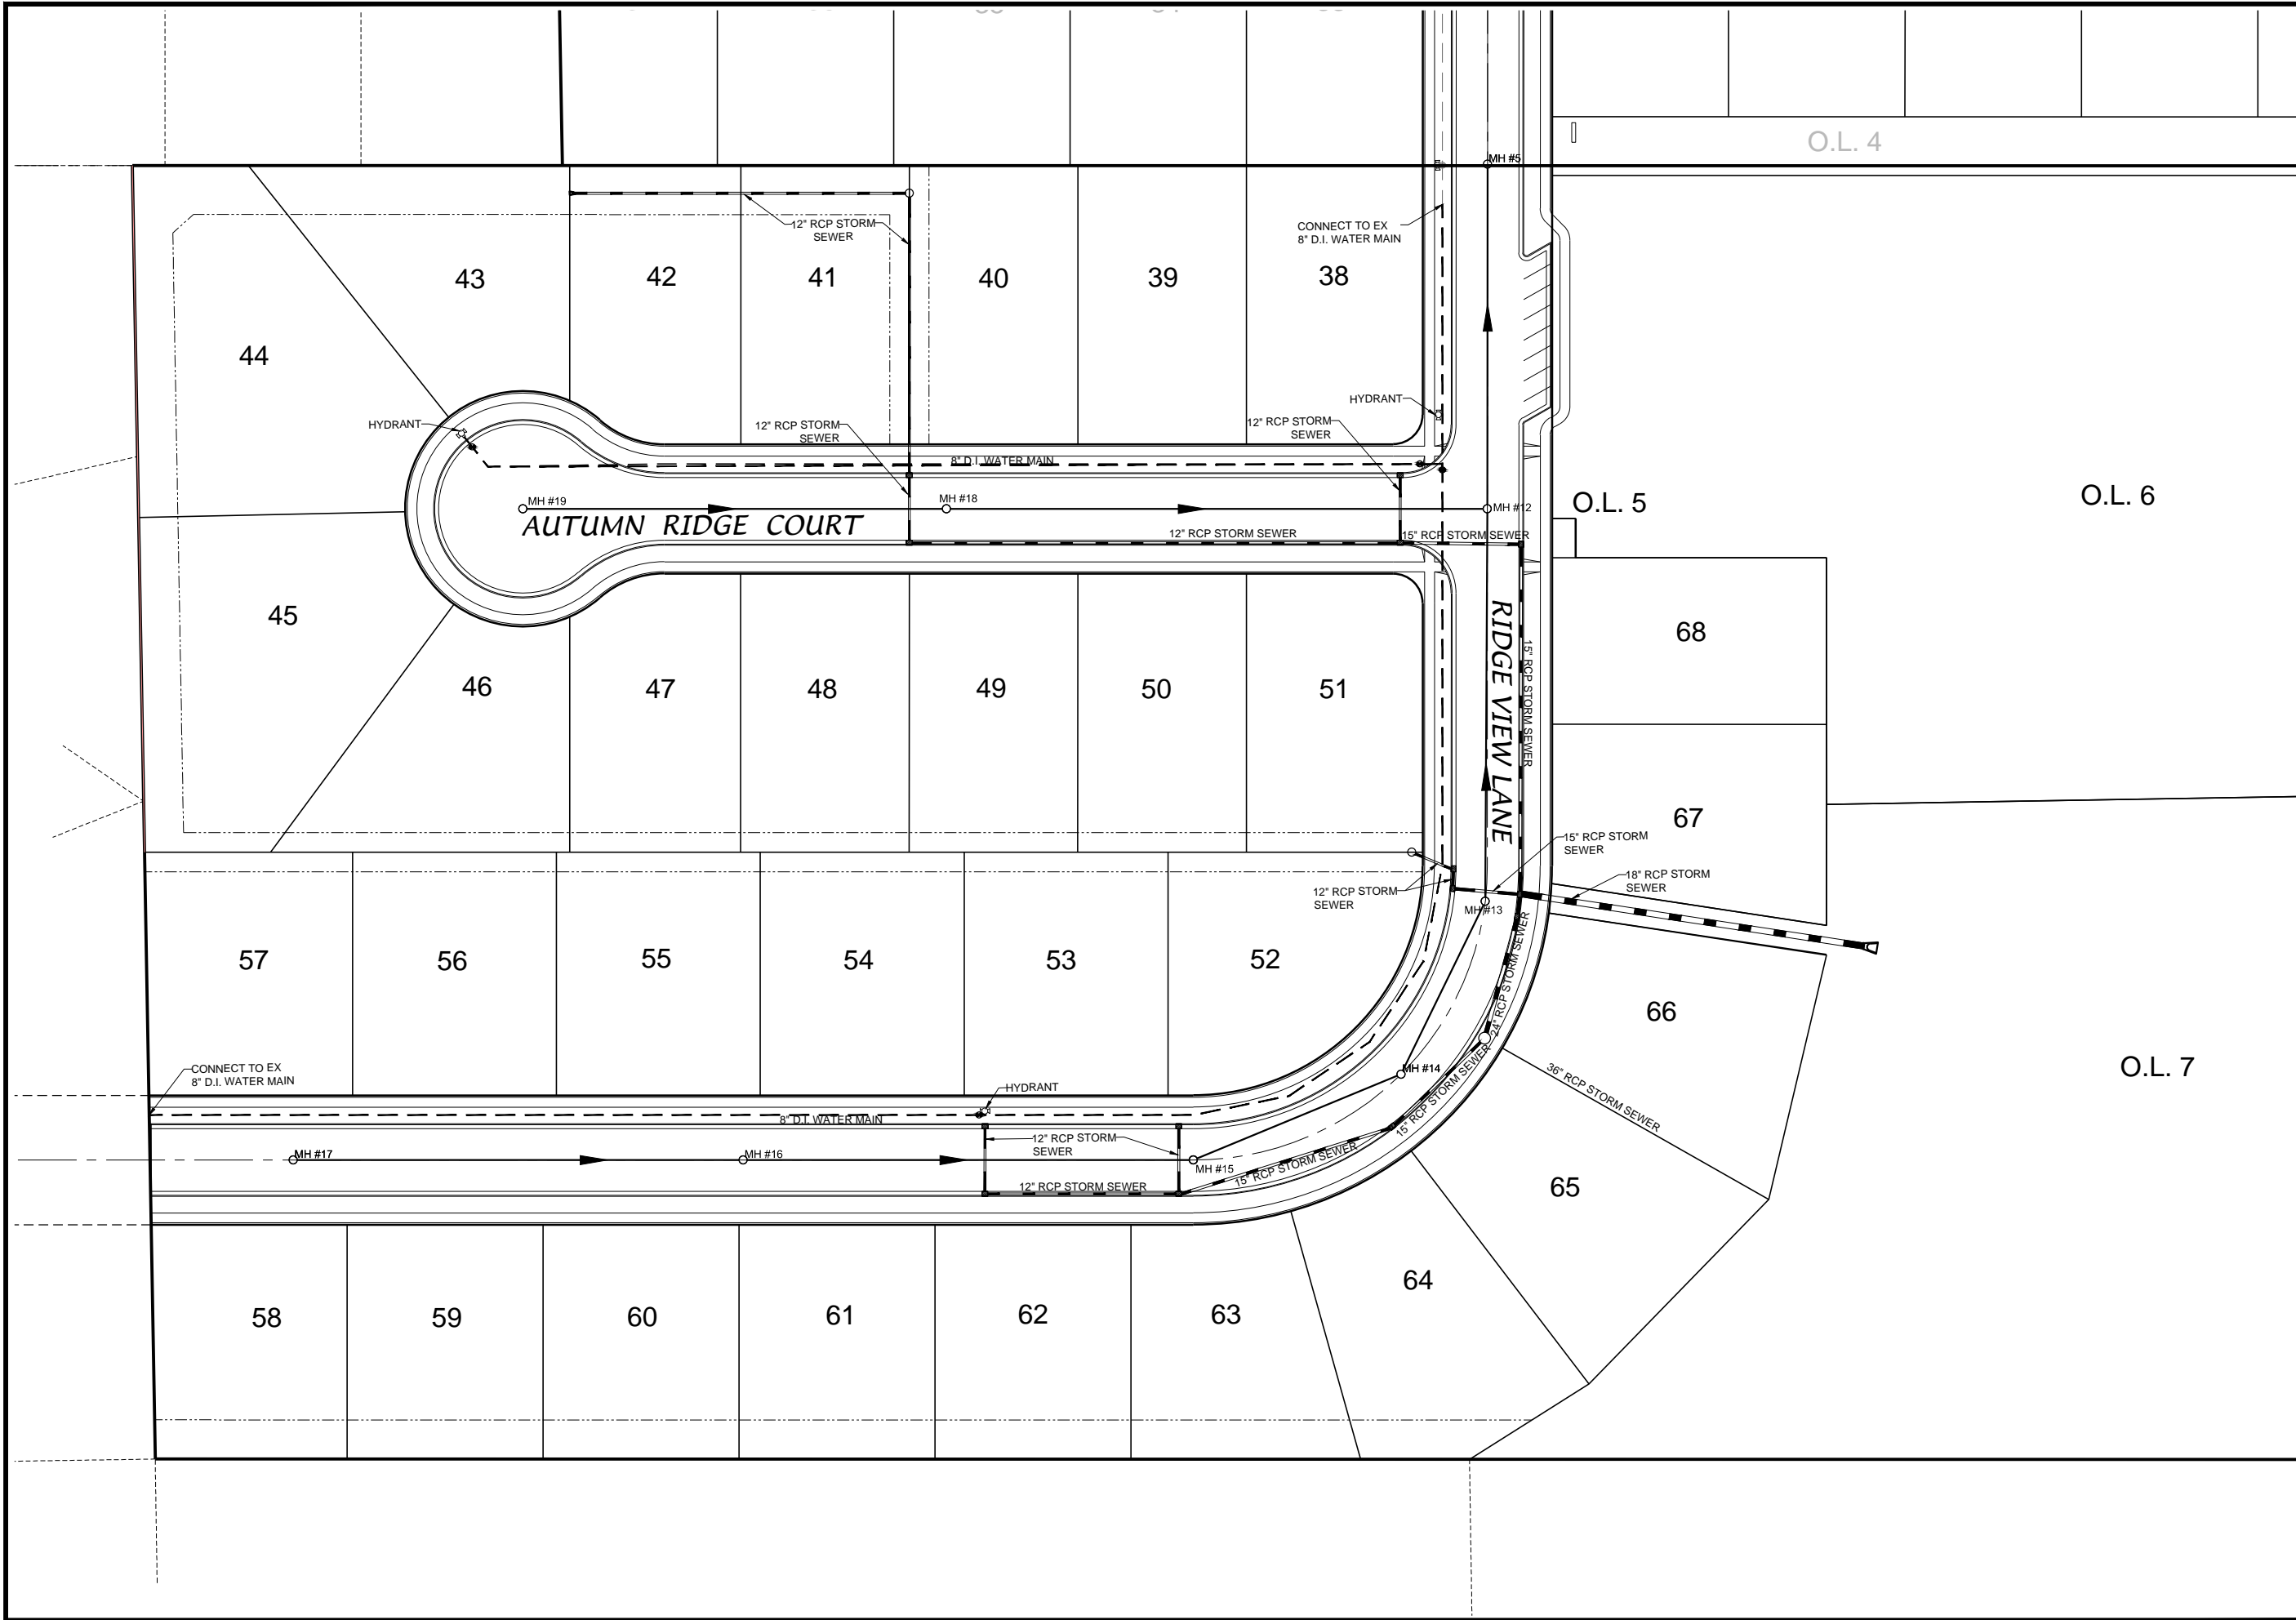 O.L. 4
MH #5
12" RCP STORM
SEWER
CONNECT TO EX
8" D.I. WATER MAIN
43
42
41
40
39
38
44
HYDRANT
HYDRANT
12" RCP STORM
SEWER
12" RCP STORM
SEWER
8" D.I. WATER MAIN
MH #19
MH #18
MH #12
AUTUMN RIDGE COURT
12" RCP STORM SEWER
15" RCP STORM SEWER
O.L. 5
O.L. 6
45
46
47
48
49
50
51
RIDGE VIEW LANE
15" RCP STORM SEWER
68
67
15" RCP STORM
SEWER
18" RCP STORM
SEWER
12" RCP STORM
SEWER
MH #13
57
56
55
54
53
52
24" RCP STORM SEWER
66
O.L. 7
CONNECT TO EX
8" D.I. WATER MAIN
HYDRANT
8" D.I. WATER MAIN
MH #14
15" RCP STORM SEWER
36" RCP STORM SEWER
MH #17
MH #16
12" RCP STORM
SEWER
MH #15
15" RCP STORM SEWER
12" RCP STORM SEWER
65
64
58
59
60
61
62
63